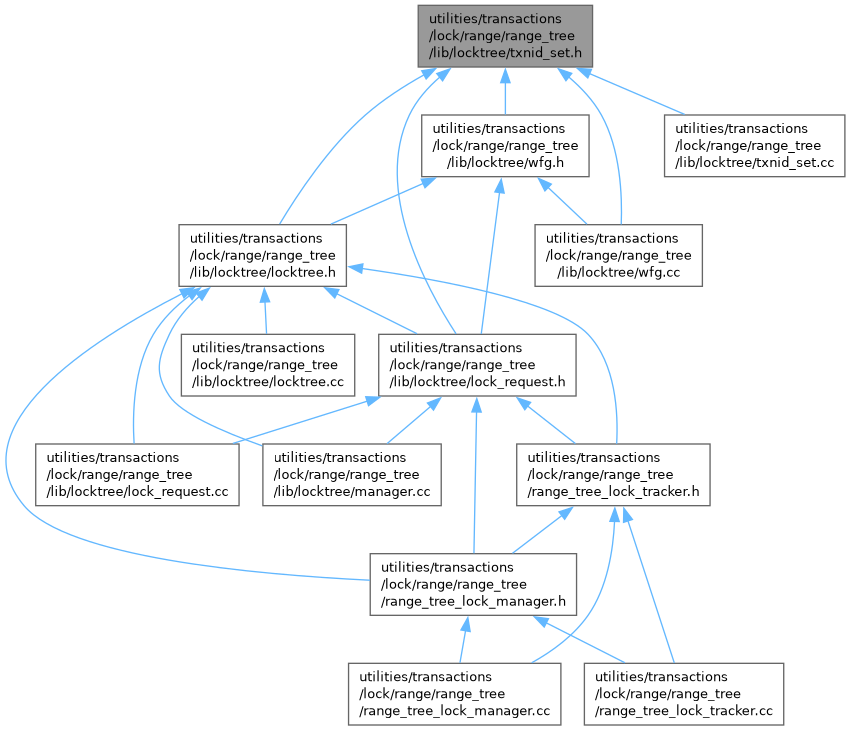 utilities/transactions
/lock/range/range_tree
/lib/locktree/txnid_set.h
utilities/transactions
/lock/range/range_tree
/lib/locktree/wfg.h
utilities/transactions
/lock/range/range_tree
/lib/locktree/txnid_set.cc
utilities/transactions
/lock/range/range_tree
/lib/locktree/locktree.h
utilities/transactions
/lock/range/range_tree
/lib/locktree/wfg.cc
utilities/transactions
/lock/range/range_tree
/lib/locktree/locktree.cc
utilities/transactions
/lock/range/range_tree
/lib/locktree/lock_request.h
utilities/transactions
/lock/range/range_tree
/lib/locktree/lock_request.cc
utilities/transactions
/lock/range/range_tree
/lib/locktree/manager.cc
utilities/transactions
/lock/range/range_tree
/range_tree_lock_tracker.h
utilities/transactions
/lock/range/range_tree
/range_tree_lock_manager.h
utilities/transactions
/lock/range/range_tree
/range_tree_lock_manager.cc
utilities/transactions
/lock/range/range_tree
/range_tree_lock_tracker.cc